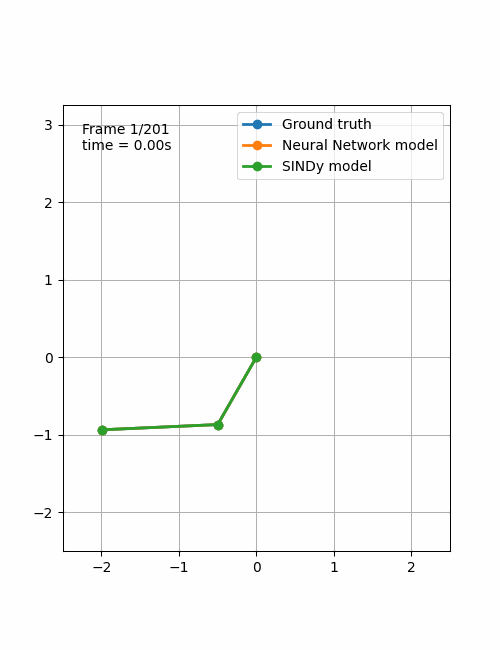 Frame 1/201
time = 0.00s
Ground truth
Neural Network model
SINDy model
3
2
1
0
−1
−2
−2
−1
0
1
2